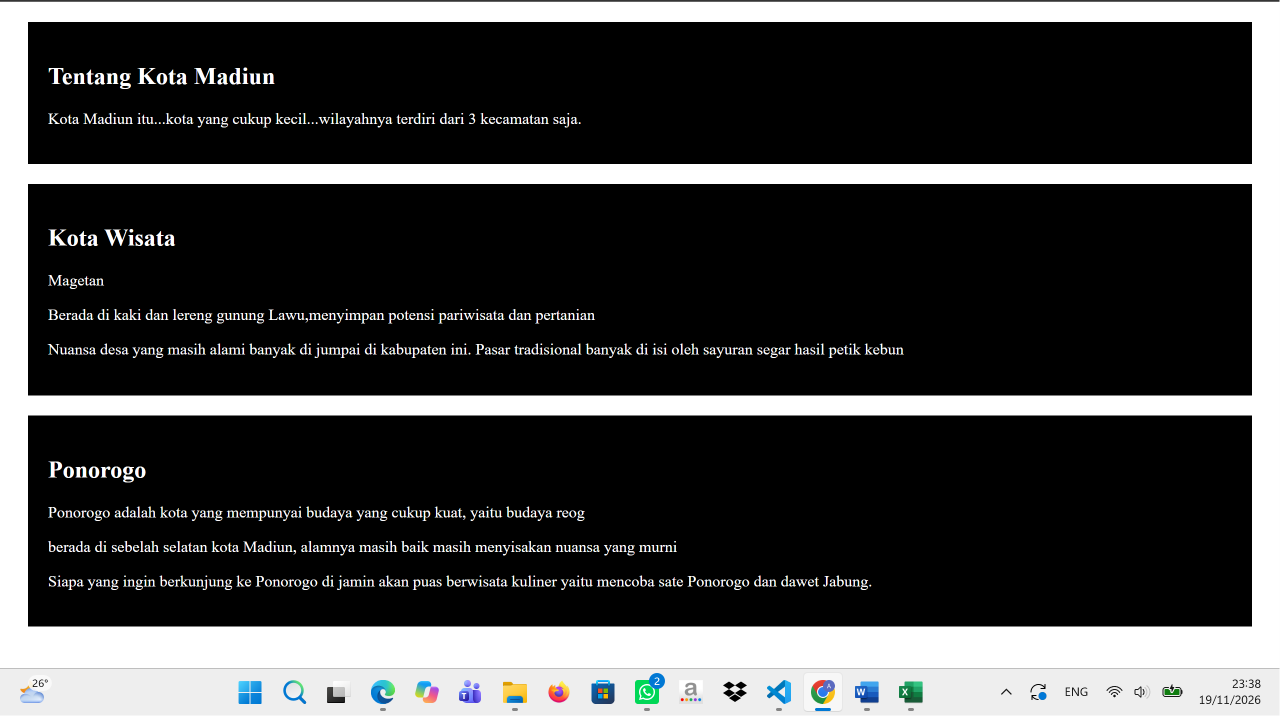 Tentang Kota Madiun
Kota Madiun itu...kota yang cukup kecil...wilayahnya terdiri dari 3 kecamatan saja.
Kota Wisata
Magetan
Berada di kaki dan lereng gunung Lawu,menyimpan potensi pariwisata dan pertanian
Nuansa desa yang masih alami banyak di jumpai di kabupaten ini. Pasar tradisional banyak di isi oleh sayuran segar hasil petik kebun
Ponorogo
Ponorogo adalah kota yang mempunyai budaya yang cukup kuat, yaitu budaya reog
berada di sebelah selatan kota Madiun, alamnya masih baik masih menyisakan nuansa yang murni
Siapa yang ingin berkunjung ke Ponorogo di jamin akan puas berwisata kuliner yaitu mencoba sate Ponorogo dan dawet Jabung.
26°
2
ENG
23:38
19/11/2026